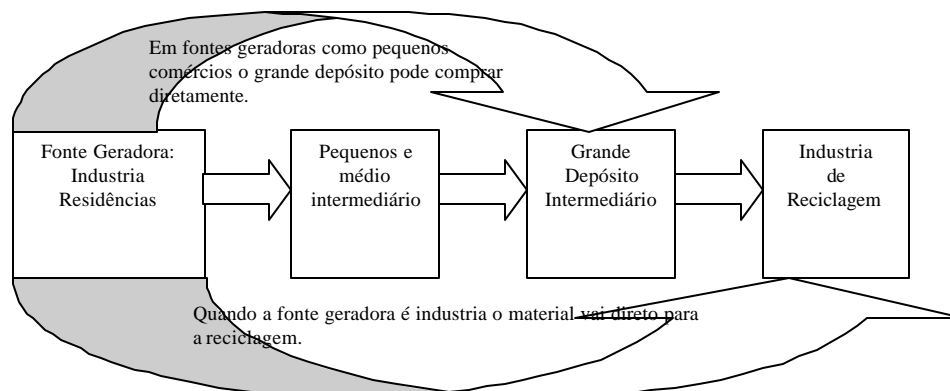 Em fontes geradoras como pequenos
comércios o grande depósito pode comprar
diretamente.
Fonte Geradora:
Industria
Residências
Pequenos e
médio
intermediário
Grande
Depósito
Intermediário
Industria
de
Reciclagem
Quando a fonte geradora é industria o material vai direto para
a reciclagem.